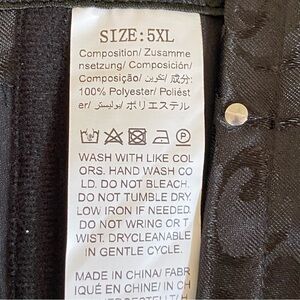 SIZE:5XL
Composition/ Zusamme
nsetzung/ Composición/
Composição/ تكوين/ 成分:
100% Polyester/ Poliést
er/ بوليستر/ ポリエステル
WASH WITH LIKE COL
ORS. HAND WASH CO
LD. DO NOT BLEACH.
DO NOT TUMBLE DRY.
LOW IRON IF NEEDED.
DO NOT WRING OR T
WIST. DRYCLEANABLE
IN GENTLE CYCLE.
MADE IN CHINA/ FABR
IQUÉ EN CHINE/ IN CH